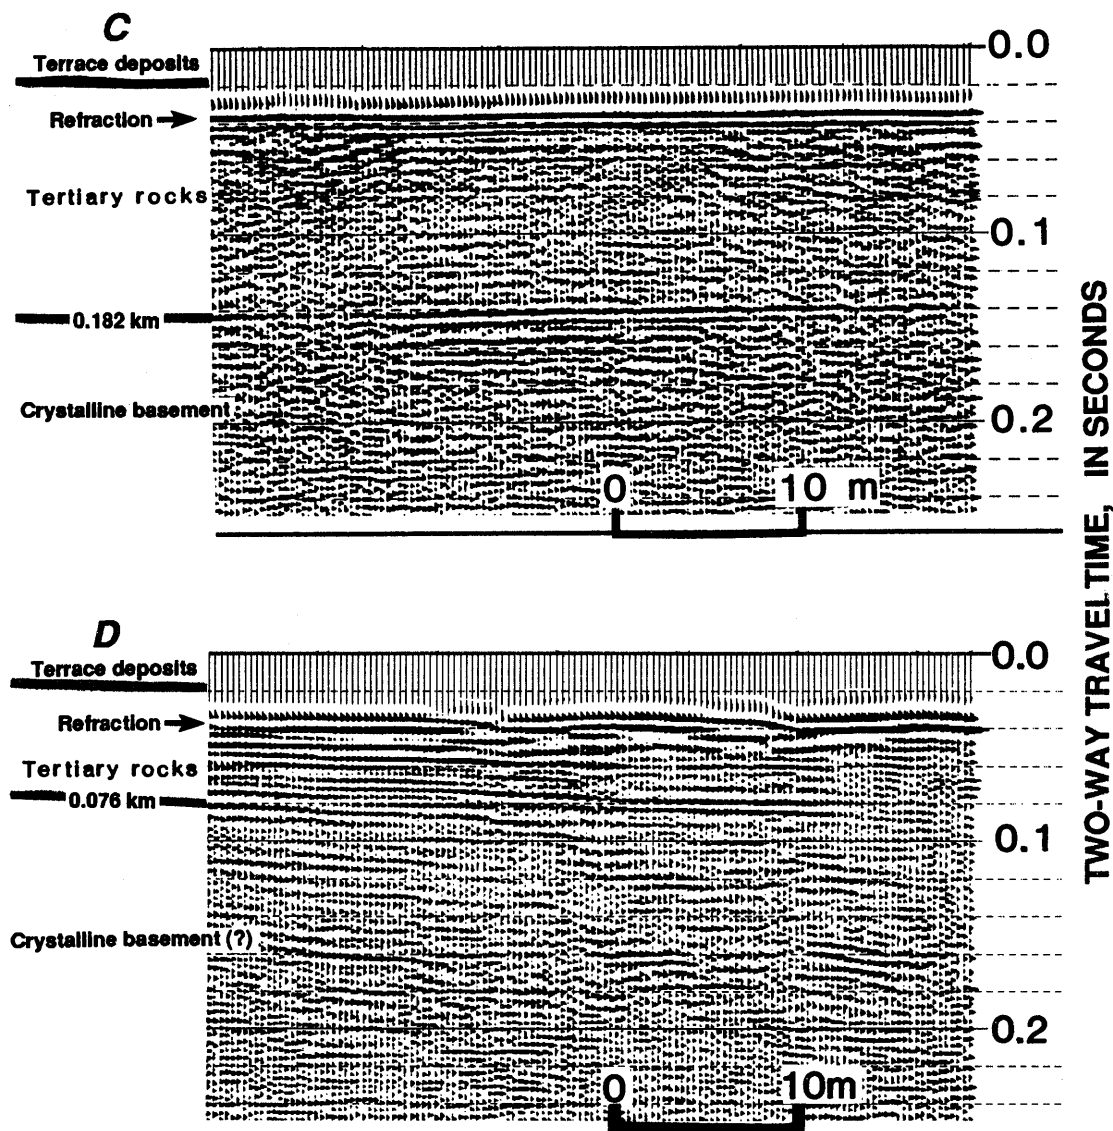 C
Terrace deposits
0.0
Refraction
Tertiary rocks
0.1
0.182 km
Crystalline basement
0.2
0
10 m
TWO-WAY TRAVEL TIME, IN SECONDS
D
Terrace deposits
0.0
Refraction
Tertiary rocks
0.076 km
0.1
Crystalline basement (?)
0.2
0
10m